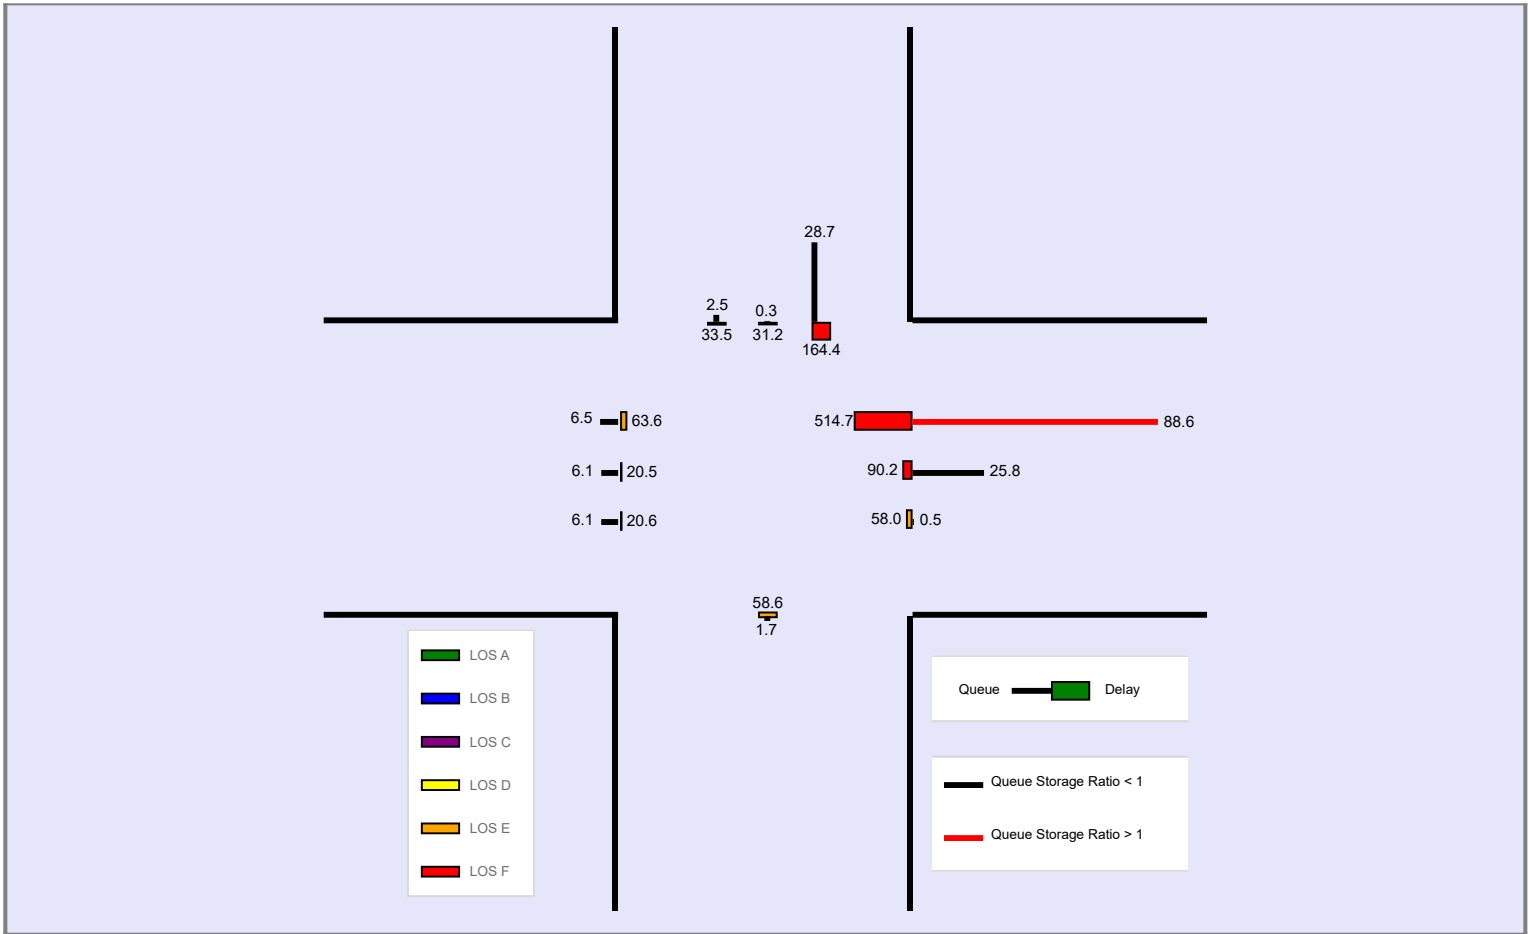 28.7
2.5
0.3
33.5
31.2
164.4
6.5
63.6
514.7
88.6
6.1
20.5
90.2
25.8
6.1
20.6
58.0
0.5
58.6
1.7
LOS A
LOS B
LOS C
LOS D
LOS E
LOS F
Queue
Delay
Queue Storage Ratio < 1
Queue Storage Ratio > 1